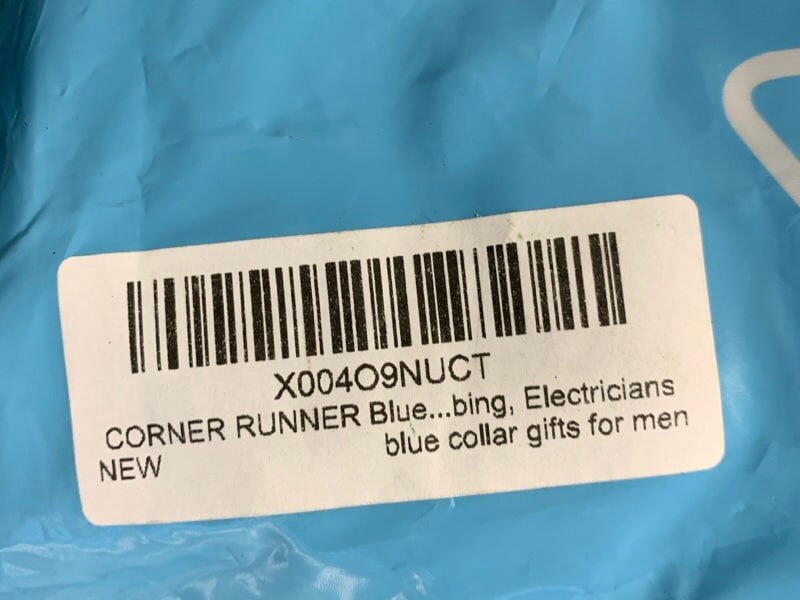 X004O9NUCT
CORNER RUNNER Blue...bing, Electricians
NEW blue collar gifts for men